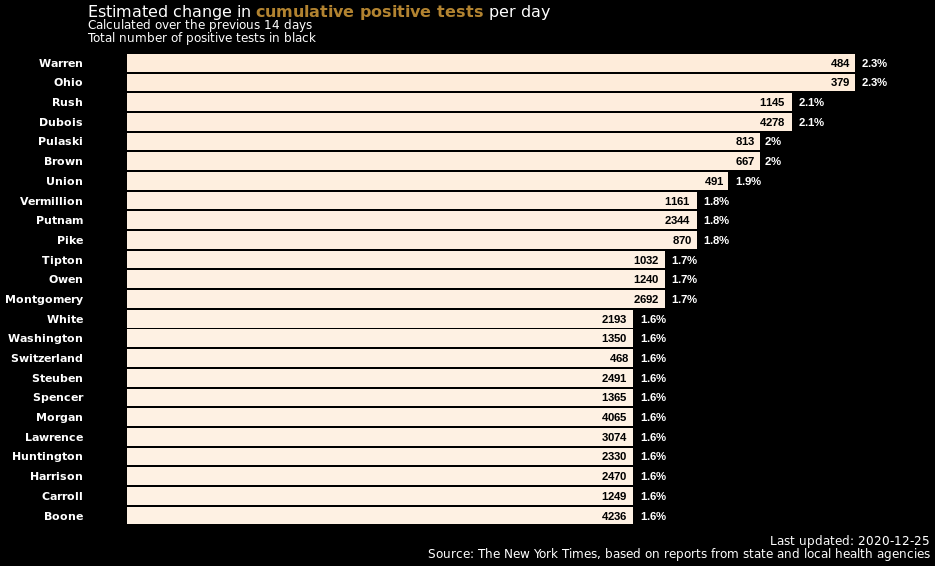 Estimated change in cumulative positive tests per day
Calculated over the previous 14 days
Total number of positive tests in black
Warren 484 2.3%
Ohio 379 2.3%
Rush 1145 2.1%
Dubois 4278 2.1%
Pulaski 813 2%
Brown 667 2%
Union 491 1.9%
Vermillion 1161 1.8%
Putnam 2344 1.8%
Pike 870 1.8%
Tipton 1032 1.7%
Owen 1240 1.7%
Montgomery 2692 1.7%
White 2193 1.6%
Washington 1350 1.6%
Switzerland 468 1.6%
Steuben 2491 1.6%
Spencer 1365 1.6%
Morgan 4065 1.6%
Lawrence 3074 1.6%
Huntington 2330 1.6%
Harrison 2470 1.6%
Carroll 1249 1.6%
Boone 4236 1.6%
Last updated: 2020-12-25
Source: The New York Times, based on reports from state and local health agencies